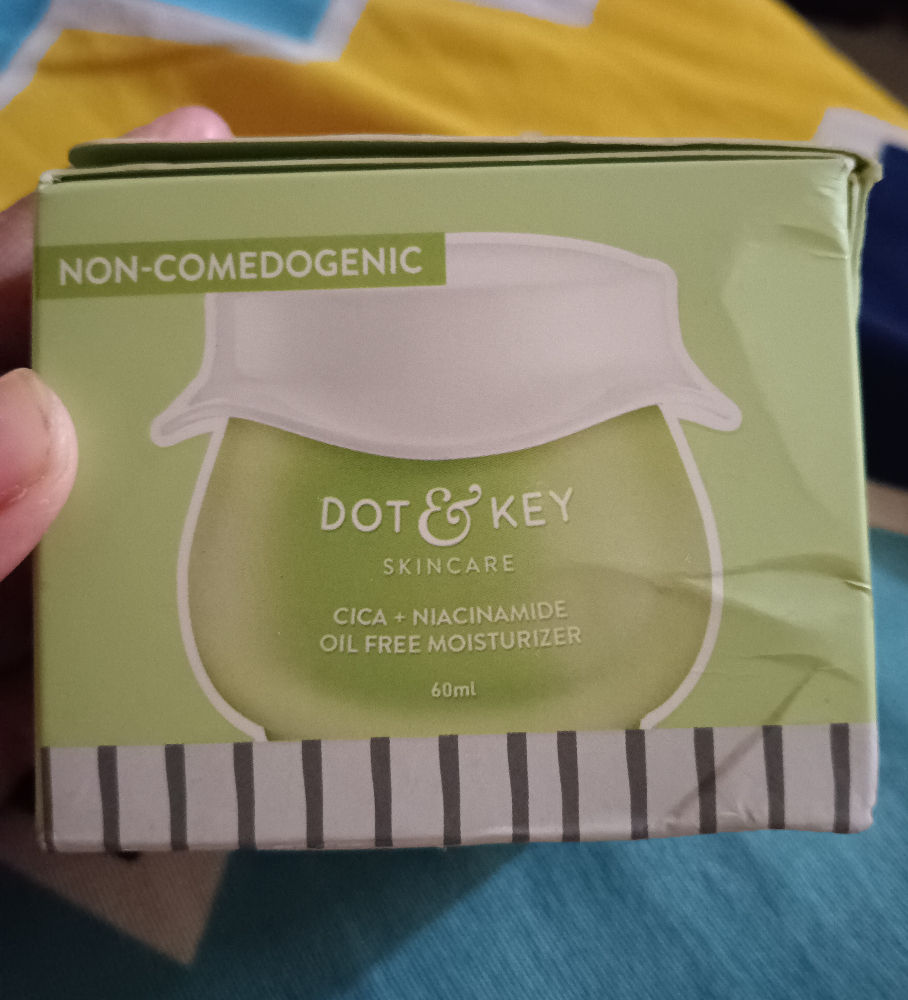 NON-COMEDOGENIC
DOT & KEY
SKINCARE
CICA + NIACINAMIDE
OIL FREE MOISTURIZER
60ml